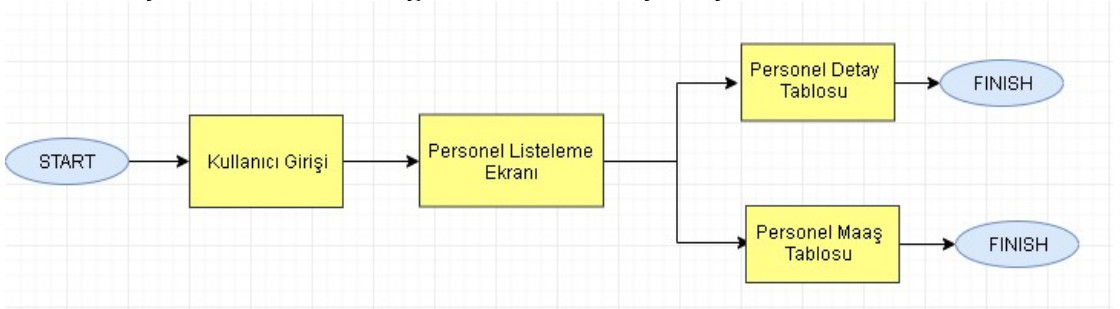 START
Kullanıcı Girişi
Personel Listeleme
Ekranı
Personel Detay
Tablosu
FINISH
Personel Maaş
Tablosu
FINISH